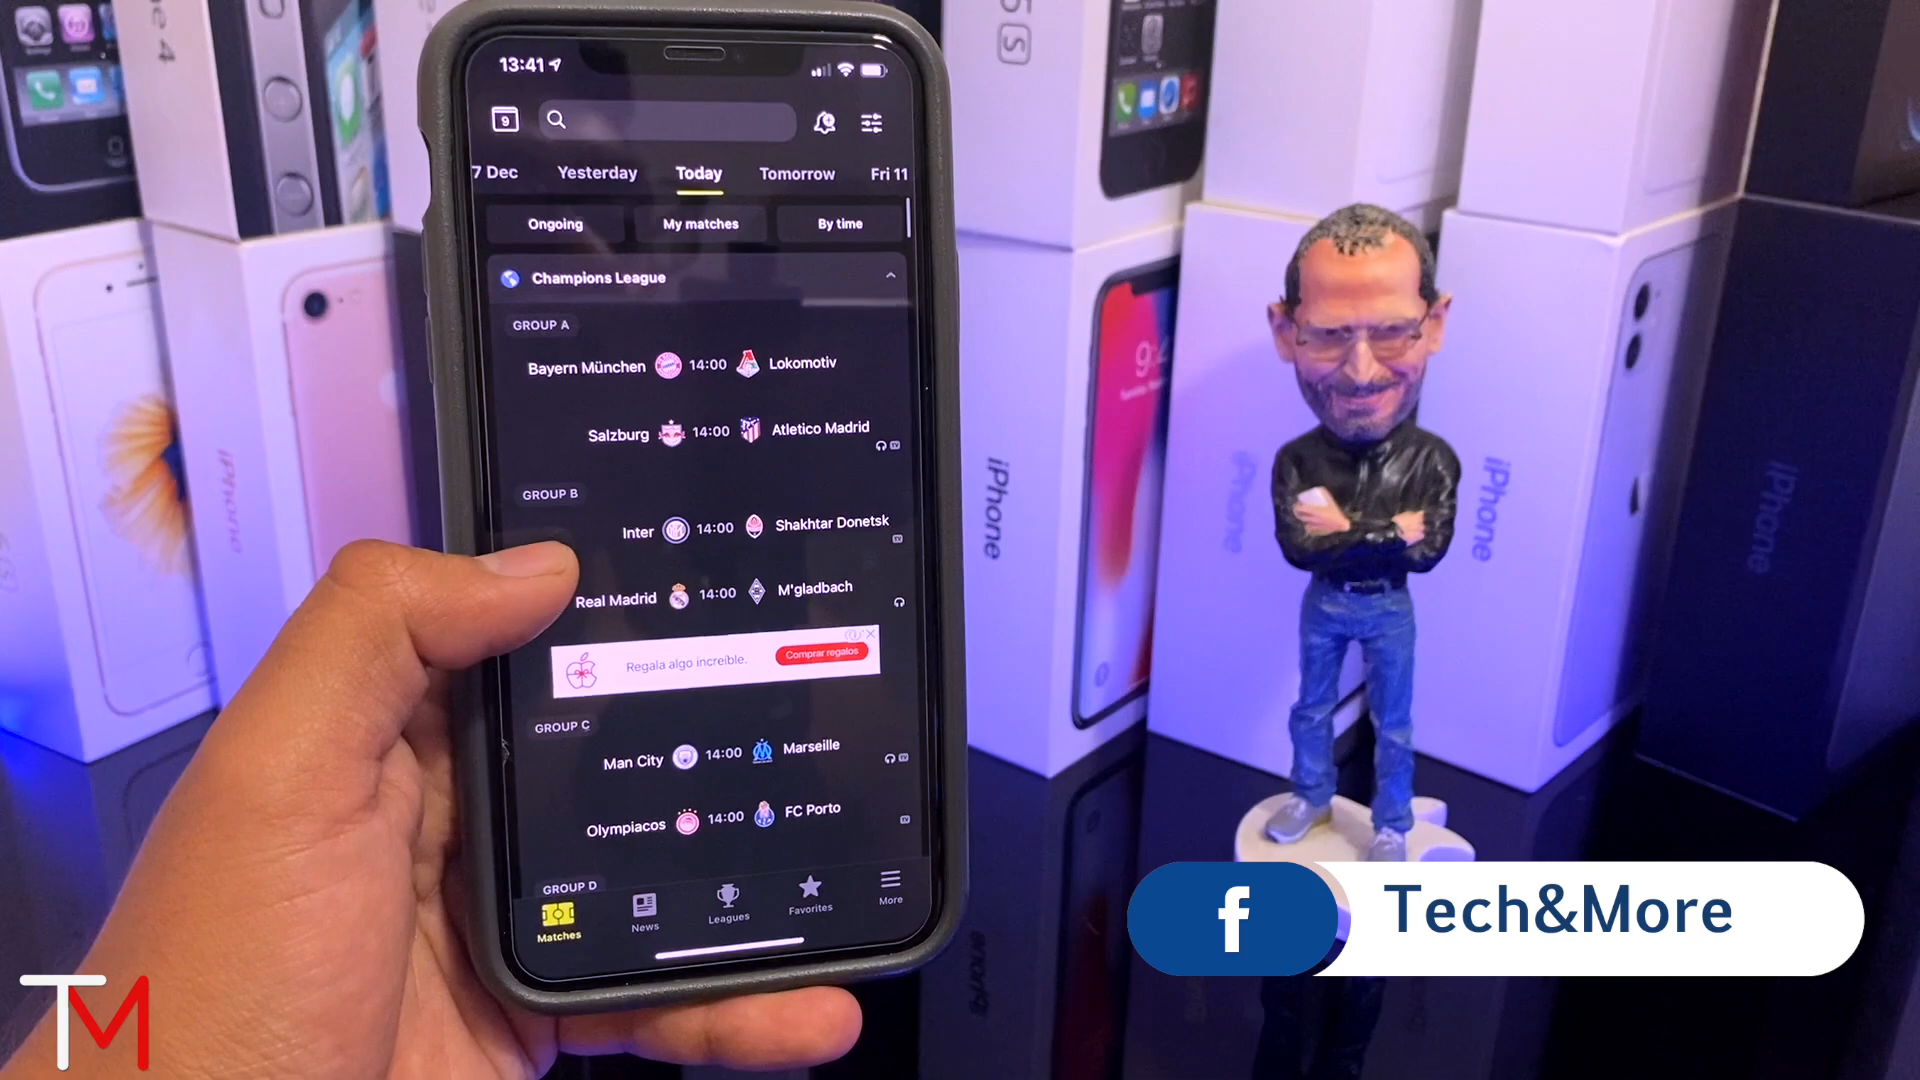 13:41
9
7 Dec Yesterday Today Tomorrow Fri 11
Ongoing My matches By time
Champions League
GROUP A
Bayern München 14:00 Lokomotiv
Salzburg 14:00 Atletico Madrid
GROUP B
Inter 14:00 Shakhtar Donetsk
Real Madrid 14:00 M'gladbach
Regala algo increíble. Comprar regalos
GROUP C
Man City 14:00 Marseille
Olympiacos 14:00 FC Porto
GROUP D
Matches News Leagues Favorites More
iPhone
iPhone
iPhone
iPhone
iPhone
f Tech&More
TM